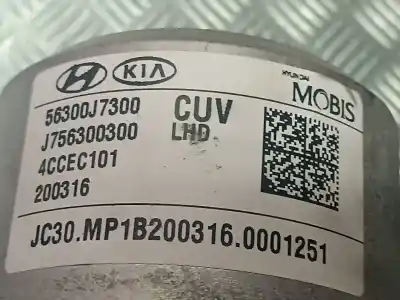 KIA
HYUNDAI
MOBIS
56300J7300
CUV
J756300300
LHD
4CCEC101
200316
JC30.MP1B200316.0001251